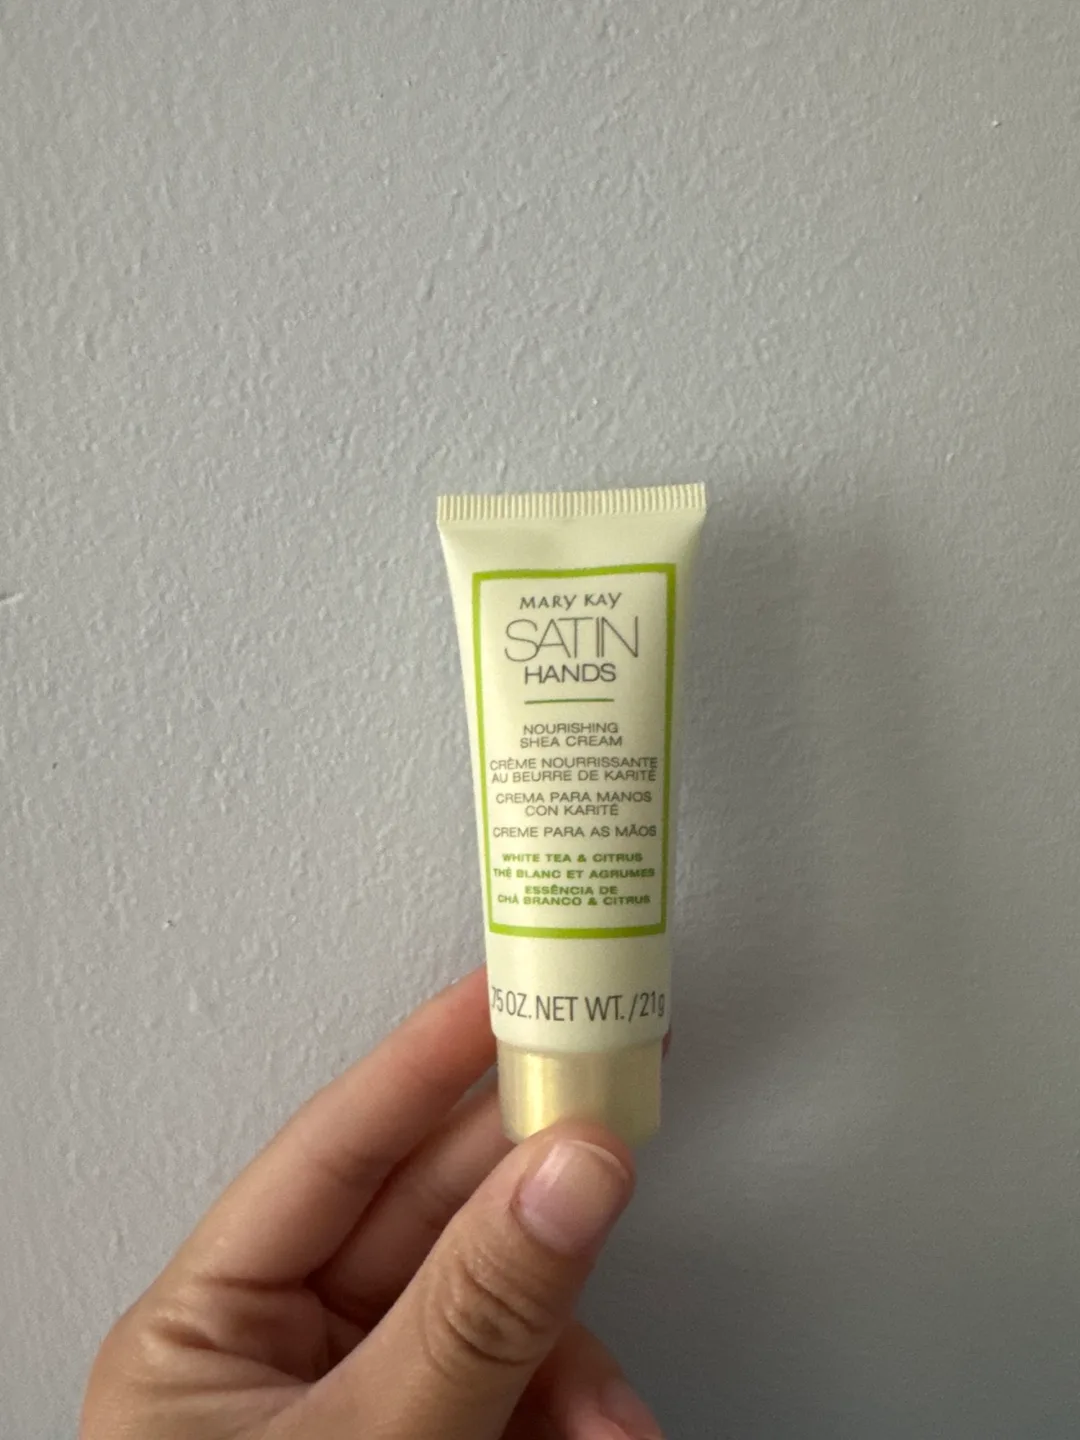 MARY KAY
SATIN
HANDS
NOURISHING
SHEA CREAM
CRÈME NOURRISSANTE
AU BEURRE DE KARITÉ
CREMA PARA MANOS
CON KARITÉ
CREME PARA AS MÃOS
WHITE TEA & CITRUS
THÉ BLANC ET AGRUMES
ESSÊNCIA DE
CHÁ BRANCO & CITRUS
.75 OZ. NET WT. / 21 g